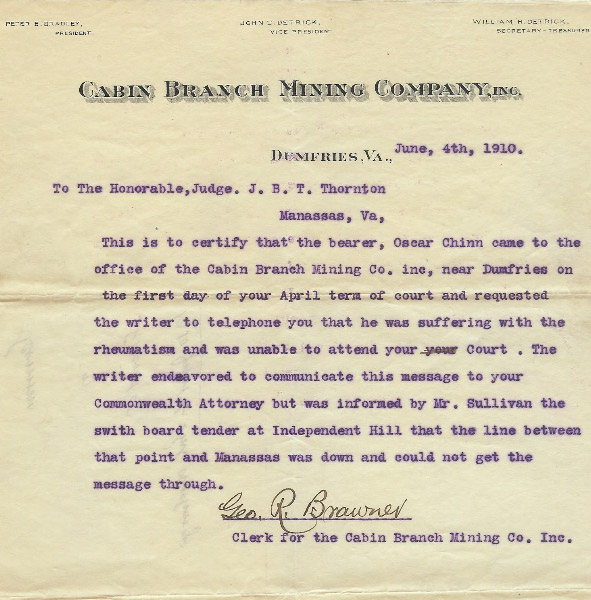 PETER B. BRADLEY,
PRESIDENT.
JOHN D. DETRICK,
VICE PRESIDENT
WILLIAM H. DETRICK,
SECRETARY-TREASURER
CABIN BRANCH MINING COMPANY, INC.
DUMFRIES, VA., June, 4th, 1910.
To The Honorable,Judge. J. B. T. Thornton
Manassas, Va,
This is to certify that the bearer, Oscar Chinn came to the
office of the Cabin Branch Mining Co. inc, near Dumfries on
the first day of your April term of court and requested
the writer to telephone you that he was suffering with the
rheumatism and was unable to attend your your Court . The
writer endeavored to communicate this message to your
Commonwealth Attorney but was informed by Mr. Sullivan the
swith board tender at Independent Hill that the line between
that point and Manassas was down and could not get the
message through.
Geo. R. Brawner
Clerk for the Cabin Branch Mining Co. Inc.